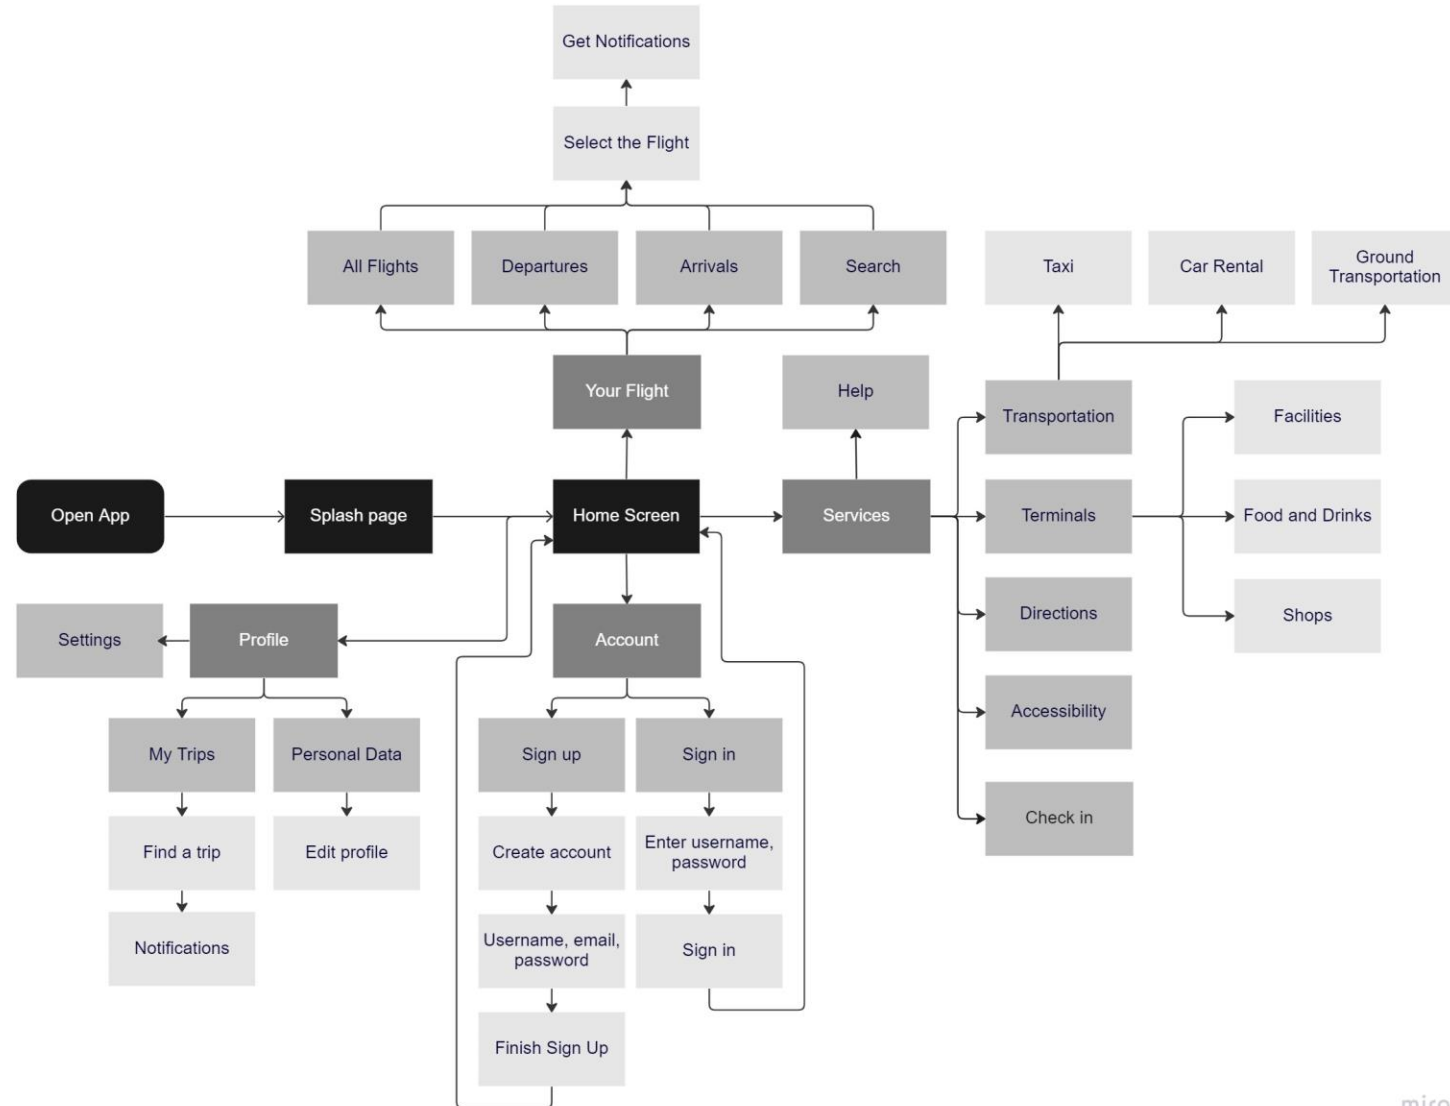 Get Notifications
Select the Flight
All Flights
Departures
Arrivals
Search
Taxi
Car Rental
Ground
Transportation
Your Flight
Help
Transportation
Facilities
Open App
Splash page
Home Screen
Services
Terminals
Food and Drinks
Settings
Profile
Account
Directions
Shops
My Trips
Personal Data
Sign up
Sign in
Accessibility
Find a trip
Edit profile
Create account
Enter username,
password
Check in
Notifications
Username, email,
password
Sign in
Finish Sign Up
miro